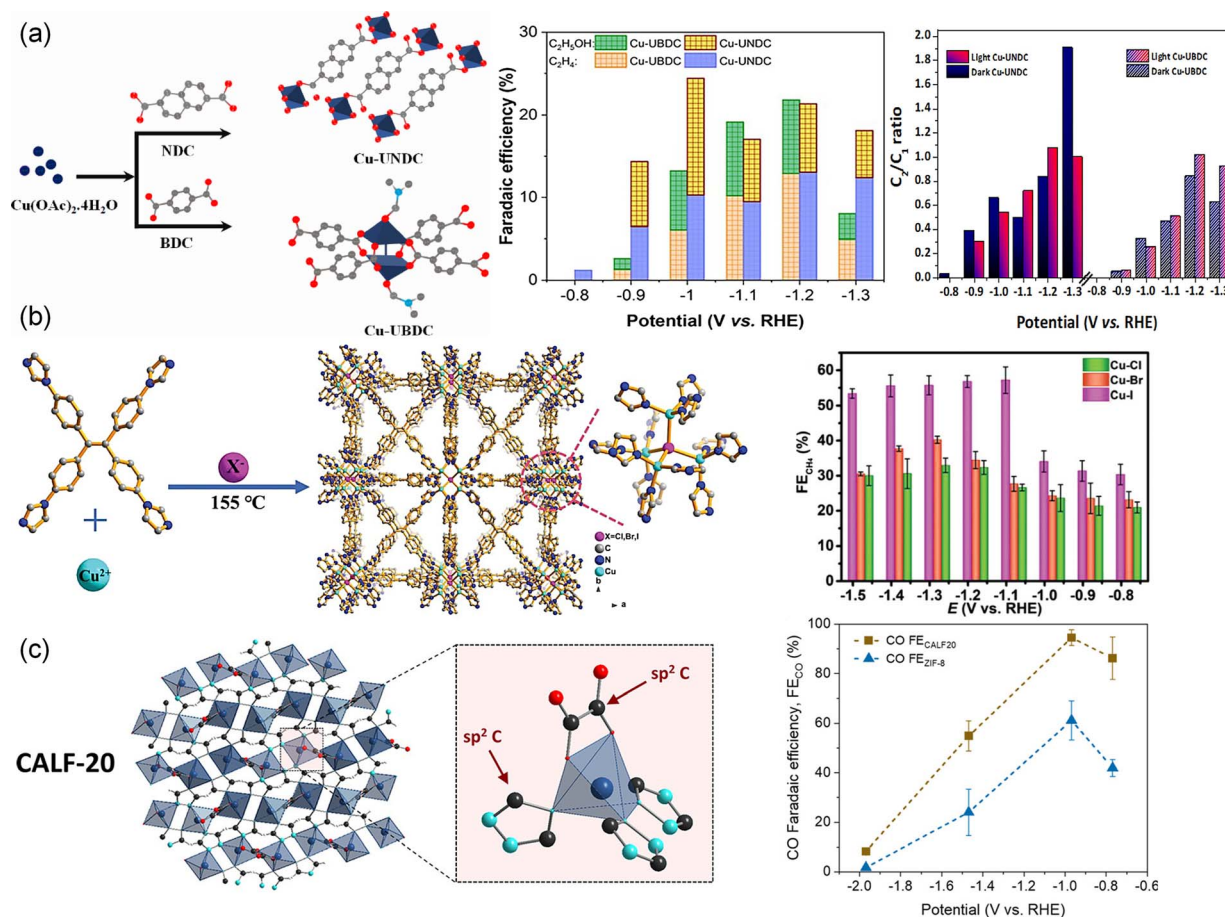 (a)
NDC
Cu(OAc)₂.4H₂O
BDC
Cu-UNDC
Cu-UBDC
Faradaic efficiency (%)
30
20
10
0
C₂H₅OH: Cu-UBDC Cu-UNDC
C₂H₄: Cu-UBDC Cu-UNDC
-0.8 -0.9 -1 -1.1 -1.2 -1.3
Potential (V vs. RHE)
C₂/C₁ ratio
2.0
1.8
1.6
1.4
1.2
1.0
0.8
0.6
0.4
0.2
0.0
Light Cu-UNDC Light Cu-UBDC
Dark Cu-UNDC Dark Cu-UBDC
-0.8 -0.9 -1.0 -1.1 -1.2 -1.3 -0.8 -0.9 -1.0 -1.1 -1.2 -1.3
Potential (V vs. RHE)
(b)
Cu²⁺
X⁻
155 °C
X=Cl,Br,I
C
N
Cu
b
a
FE_CH₄ (%)
60
50
40
30
20
10
0
Cu-Cl
Cu-Br
Cu-I
-1.5 -1.4 -1.3 -1.2 -1.1 -1.0 -0.9 -0.8
E (V vs. RHE)
(c)
CALF-20
sp² C
sp² C
CO Faradaic efficiency, FE_CO (%)
100
80
60
40
20
0
CO FE_CALF20
CO FE_ZIF-8
-2.0 -1.8 -1.6 -1.4 -1.2 -1.0 -0.8 -0.6
Potential (V vs. RHE)